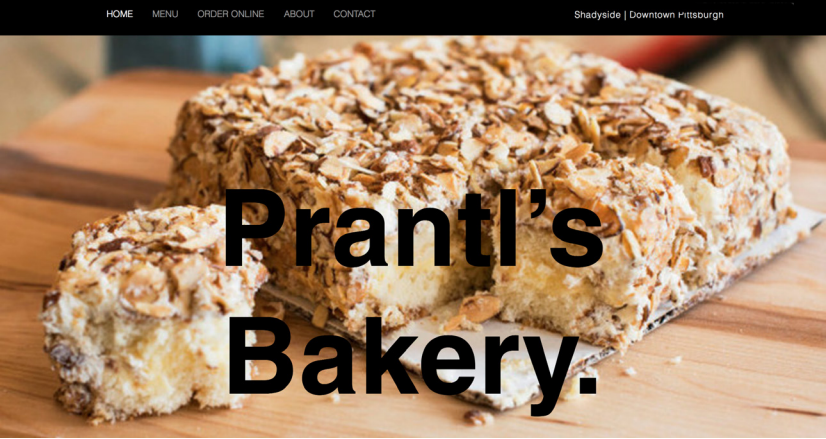 HOME MENU ORDER ONLINE ABOUT CONTACT Shadyside | Downtown Pittsburgh
Prantl's
Bakery.